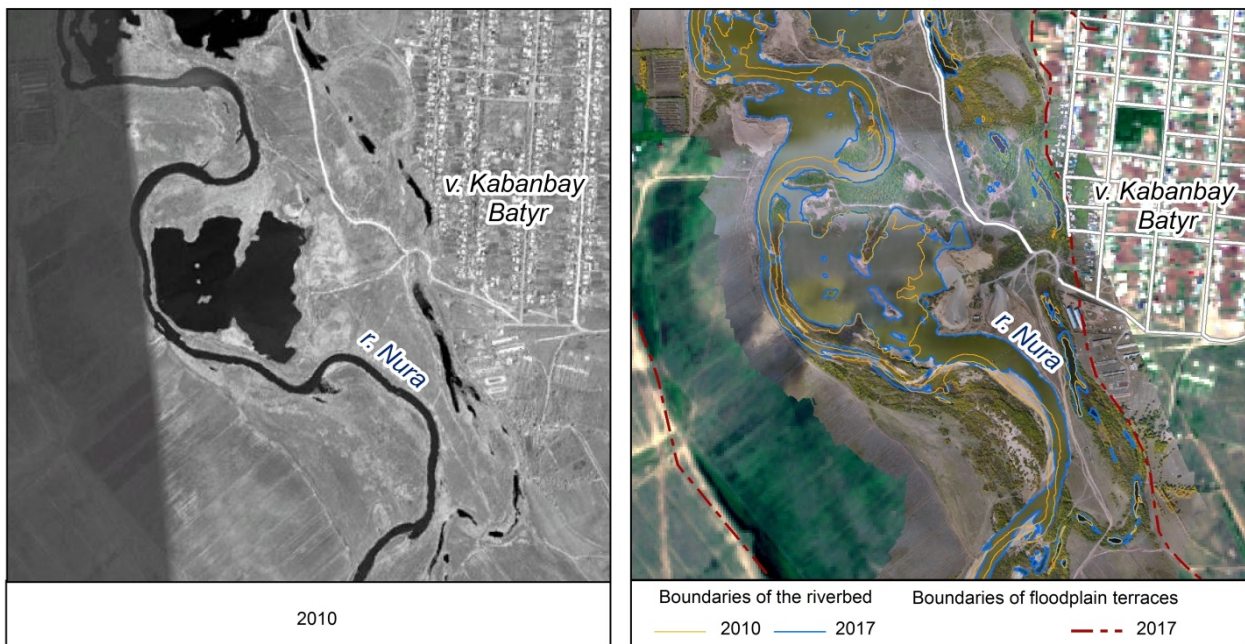 v. Kabanbay
Batyr
r. Nura
2010
v. Kabanbay
Batyr
r. Nura
Boundaries of the riverbed
2010
2017
Boundaries of floodplain terraces
2017